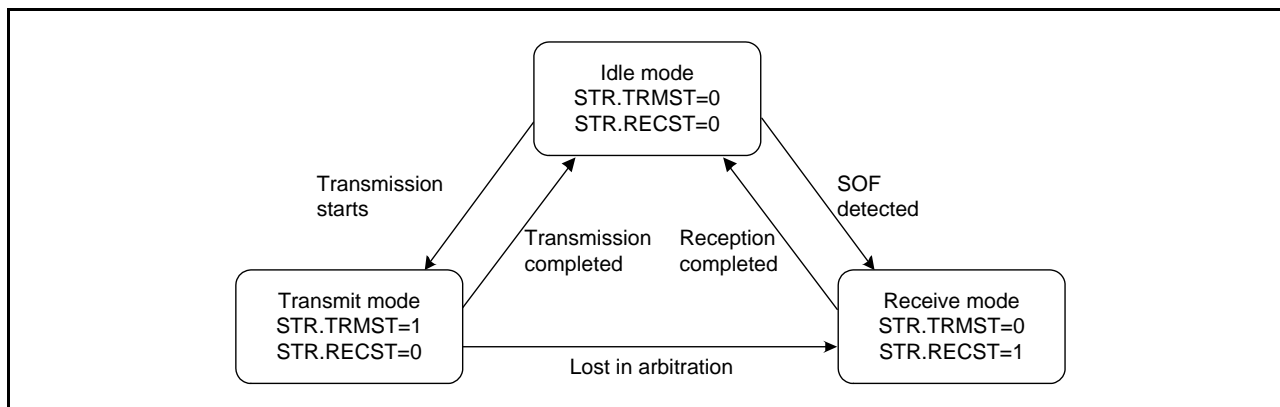 Idle mode
STR.TRMST=0
STR.RECST=0
Transmission
starts
SOF
detected
Transmission
completed
Reception
completed
Transmit mode
STR.TRMST=1
STR.RECST=0
Receive mode
STR.TRMST=0
STR.RECST=1
Lost in arbitration